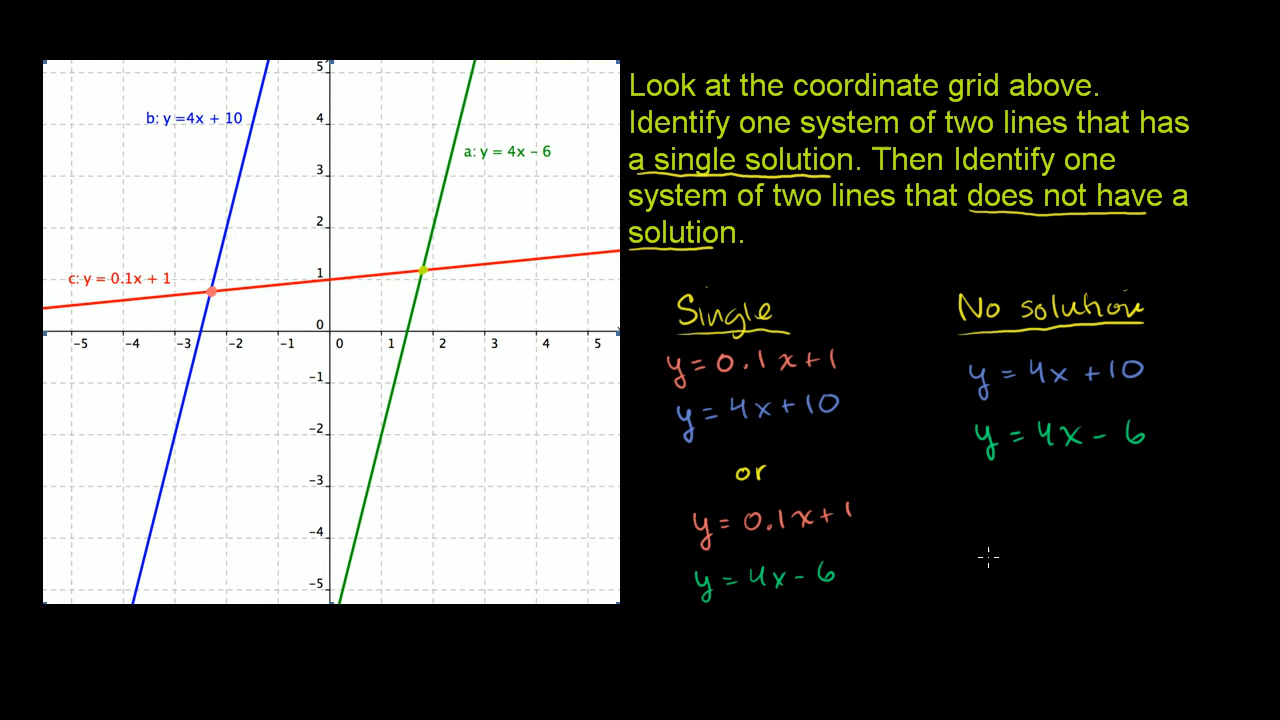 b: y =4x + 10
a: y = 4x – 6
c: y = 0.1x + 1
5
4
3
2
1
0
-1
-2
-3
-4
-5
-5 -4 -3 -2 -1 0 1 2 3 4 5
Look at the coordinate grid above.
Identify one system of two lines that has
a single solution. Then Identify one
system of two lines that does not have a
solution.
Single
y = 0.1x+1
y = 4x+10
or
y = 0.1x+1
y = 4x - 6
No solution
y = 4x +10
y = 4x - 6